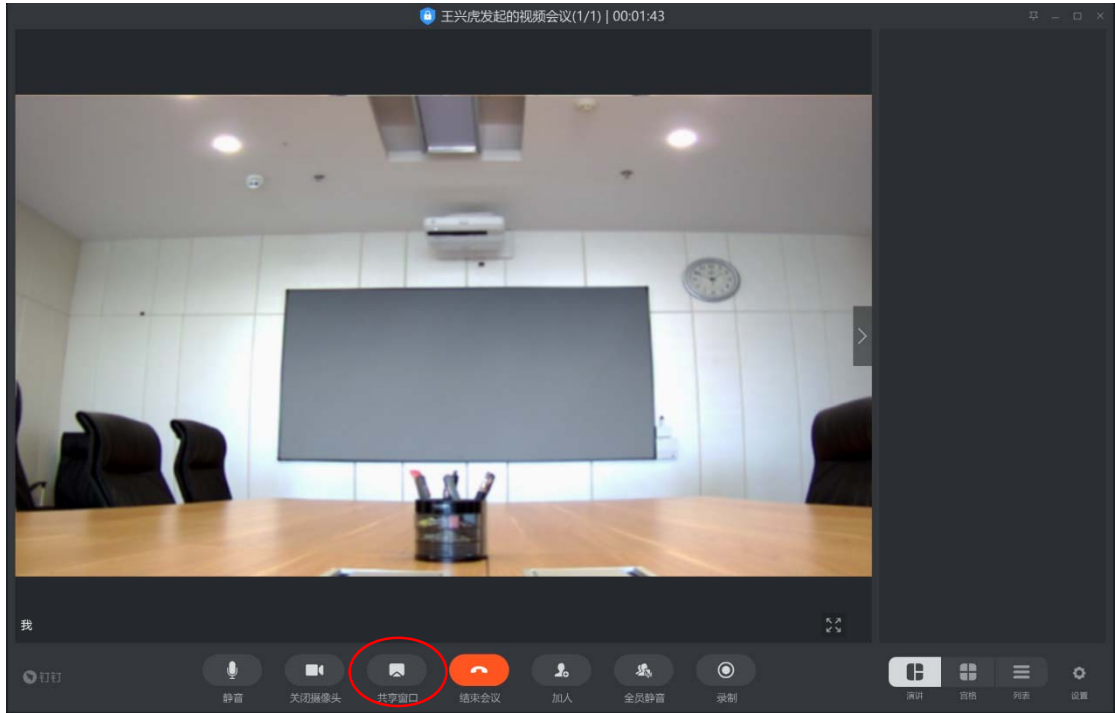 王兴虎发起的视频会议(1/1) | 00:01:43
我
钉钉
静音
关闭摄像头
共享窗口
结束会议
加人
全员静音
录制
演讲
宫格
列表
设置